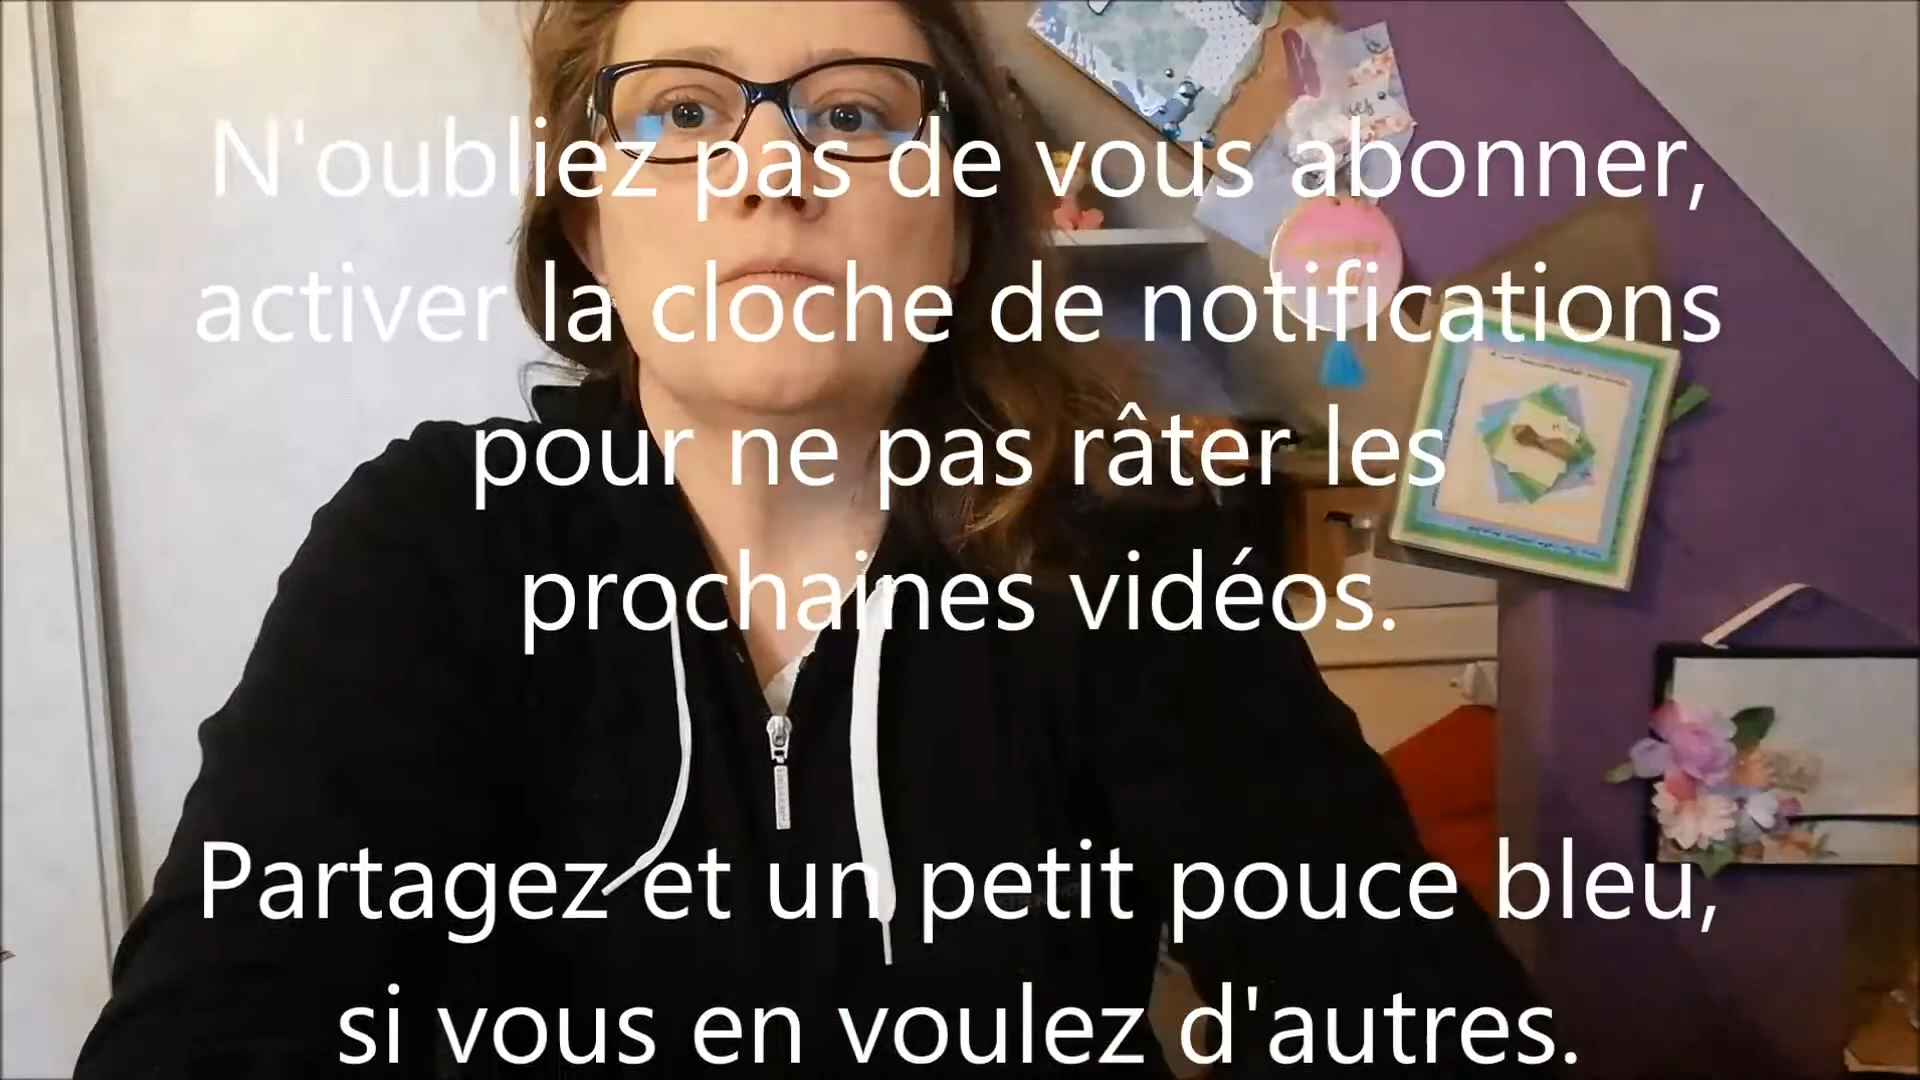 N'oubliez pas de vous abonner,
activer la cloche de notifications
pour ne pas râter les
prochaines vidéos.
Partagez et un petit pouce bleu,
si vous en voulez d'autres.